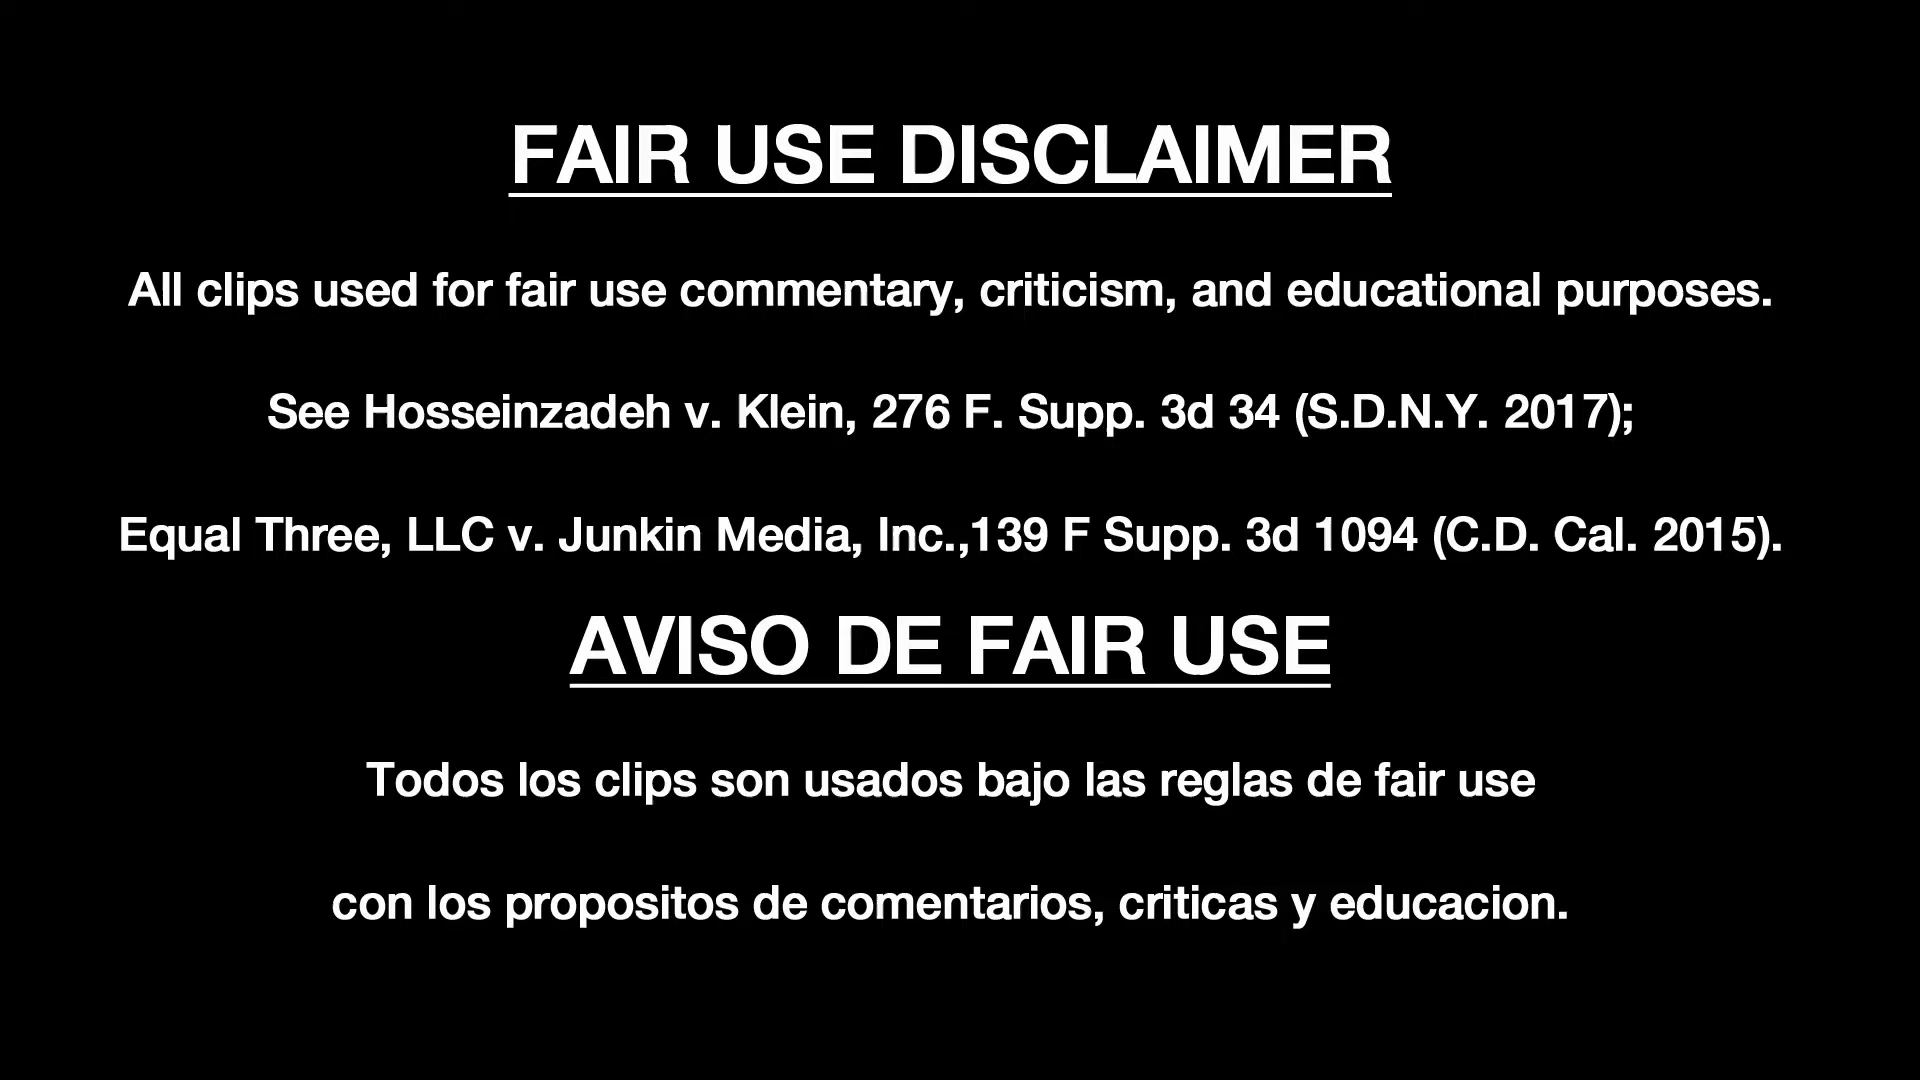 FAIR USE DISCLAIMER
All clips used for fair use commentary, criticism, and educational purposes.
See Hosseinzadeh v. Klein, 276 F. Supp. 3d 34 (S.D.N.Y. 2017);
Equal Three, LLC v. Junkin Media, Inc.,139 F Supp. 3d 1094 (C.D. Cal. 2015).
AVISO DE FAIR USE
Todos los clips son usados bajo las reglas de fair use
con los propositos de comentarios, criticas y educacion.